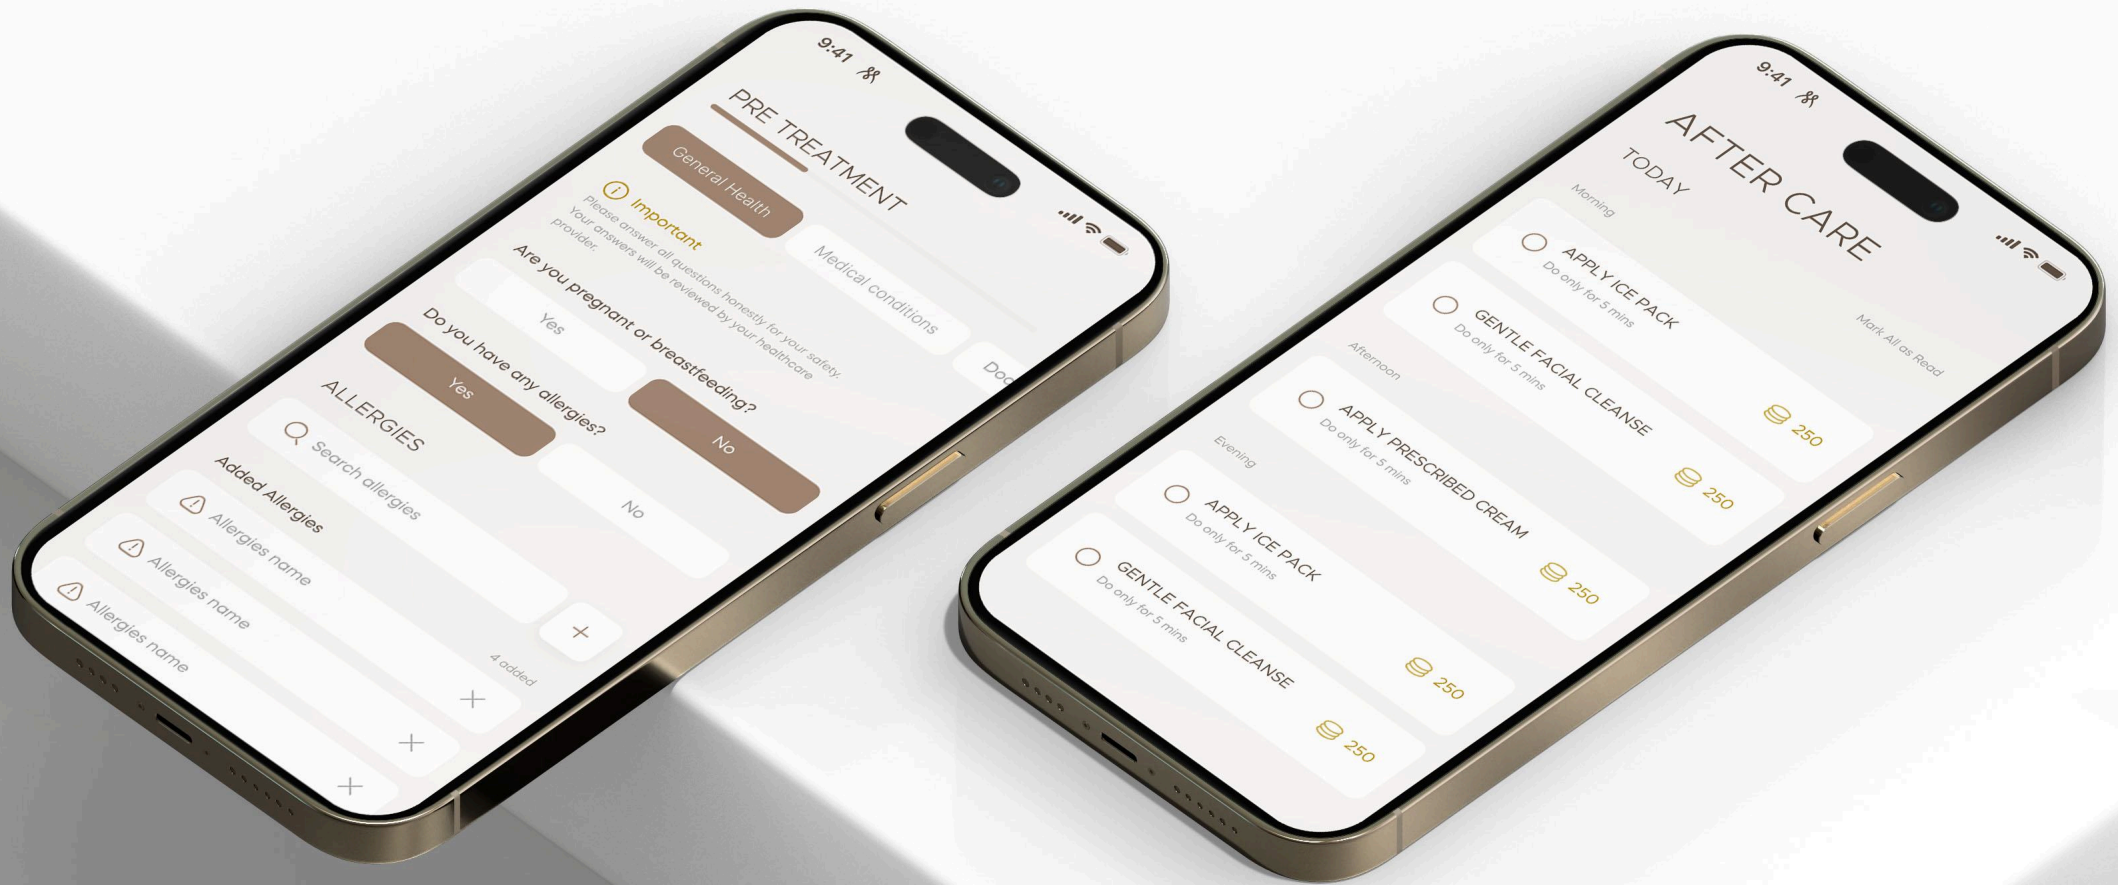 9:41
PRE TREATMENT
General Health
Medical conditions
Doc
Important
Please answer all questions honestly for your safety.
Your answers will be reviewed by your healthcare
provider.
Are you pregnant or breastfeeding?
Yes
No
Do you have any allergies?
Yes
No
ALLERGIES
Search allergies
Added Allergies
4 added
Allergies name
Allergies name
Allergies name
9:41
AFTER CARE
TODAY
Mark All as Read
Morning
APPLY ICE PACK
Do only for 5 mins
250
GENTLE FACIAL CLEANSE
Do only for 5 mins
250
Afternoon
APPLY PRESCRIBED CREAM
Do only for 5 mins
250
Evening
APPLY ICE PACK
Do only for 5 mins
250
GENTLE FACIAL CLEANSE
Do only for 5 mins
250